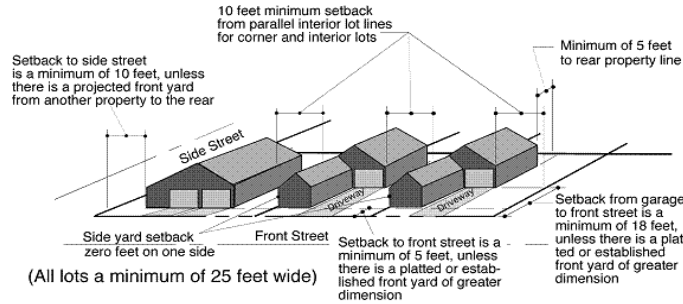 10 feet minimum setback
from parallel interior lot lines
for corner and interior lots
Minimum of 5 feet
to rear property line
Setback to side street
is a minimum of 10 feet, unless
there is a projected front yard
from another property to the rear
Side Street
Driveway
Driveway
Side yard setback
zero feet on one side
Front Street
Setback to front street is a
minimum of 5 feet, unless
there is a platted or estab-
lished front yard of greater
dimension
Setback from garage
to front street is a
minimum of 18 feet,
unless there is a plat-
ted or established
front yard of greater
dimension
(All lots a minimum of 25 feet wide)